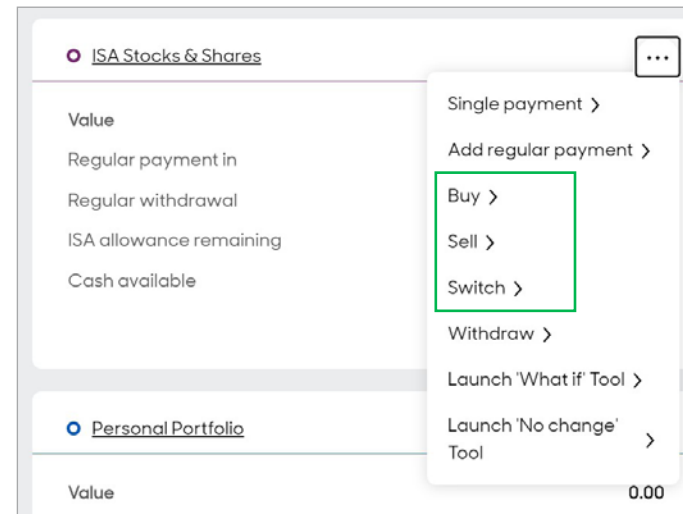 ISA Stocks & Shares
...
Value
Regular payment in
Regular withdrawal
ISA allowance remaining
Cash available
Single payment >
Add regular payment >
Buy >
Sell >
Switch >
Withdraw >
Launch 'What if' Tool >
Launch 'No change'
Tool >
Personal Portfolio
Value 0.00